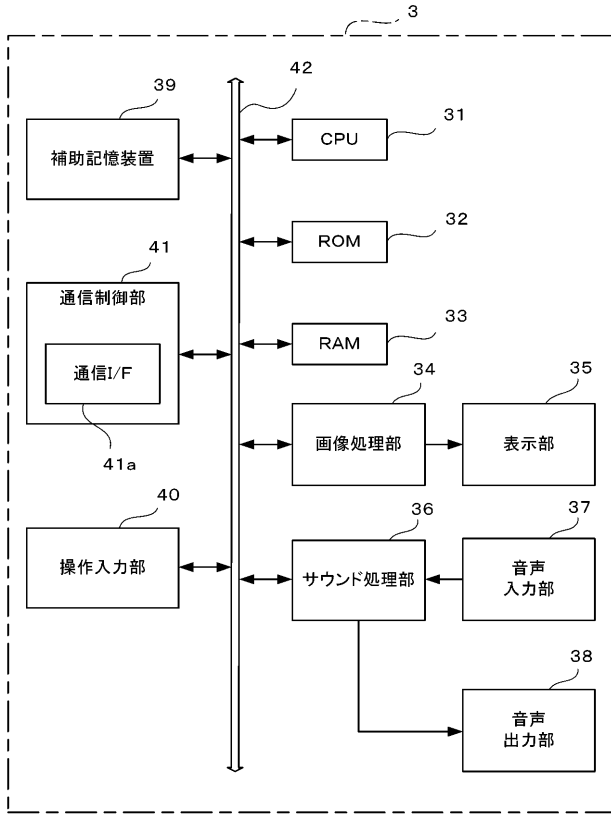 3
39
42
31
補助記憶装置
CPU
32
ROM
41
通信制御部
33
通信I/F
RAM
34
35
41a
画像処理部
表示部
40
36
37
操作入力部
サウンド処理部
音声
入力部
38
音声
出力部